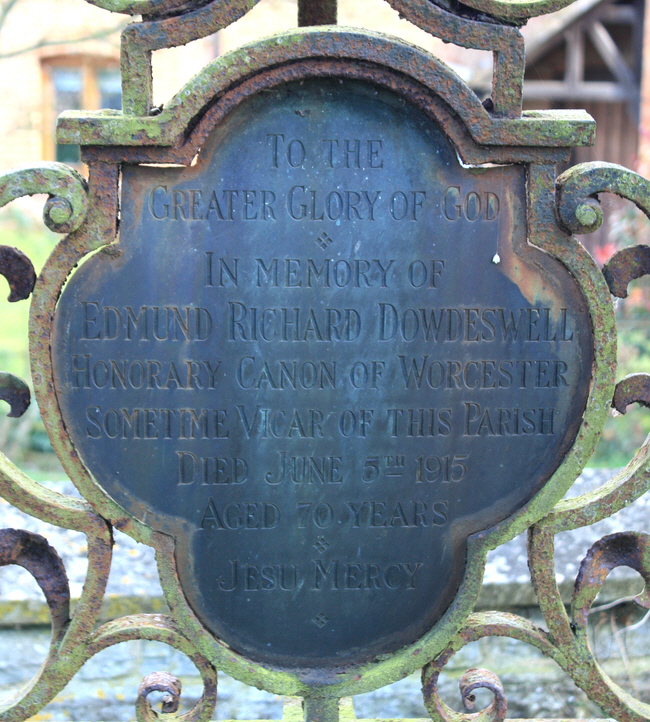 TO THE
GREATER GLORY OF GOD
IN MEMORY OF
EDMUND RICHARD DOWDESWELL
HONORARY CANON OF WORCESTER
SOMETIME VICAR OF THIS PARISH
DIED JUNE 5TH 1915
AGED 70 YEARS
JESU MERCY